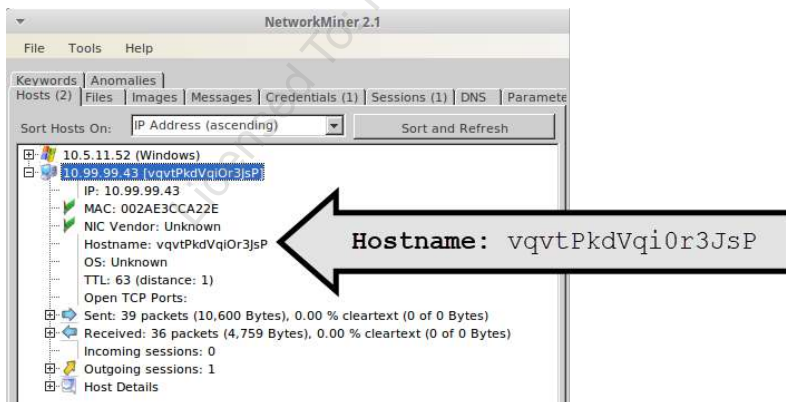 NetworkMiner 2.1
File Tools Help
Keywords Anomalies
Hosts (2) Files Images Messages Credentials (1) Sessions (1) DNS Paramete
Sort Hosts On: IP Address (ascending) Sort and Refresh
10.5.11.52 (Windows)
10.99.99.43 [vqvtPkdVqiOr3JsP]
IP: 10.99.99.43
MAC: 002AE3CCA22E
NIC Vendor: Unknown
Hostname: vqvtPkdVqiOr3JsP
Hostname: vqvtPkdVqi0r3JsP
OS: Unknown
TTL: 63 (distance: 1)
Open TCP Ports:
Sent: 39 packets (10,600 Bytes), 0.00 % cleartext (0 of 0 Bytes)
Received: 36 packets (4,759 Bytes), 0.00 % cleartext (0 of 0 Bytes)
Incoming sessions: 0
Outgoing sessions: 1
Host Details
Licensed To: